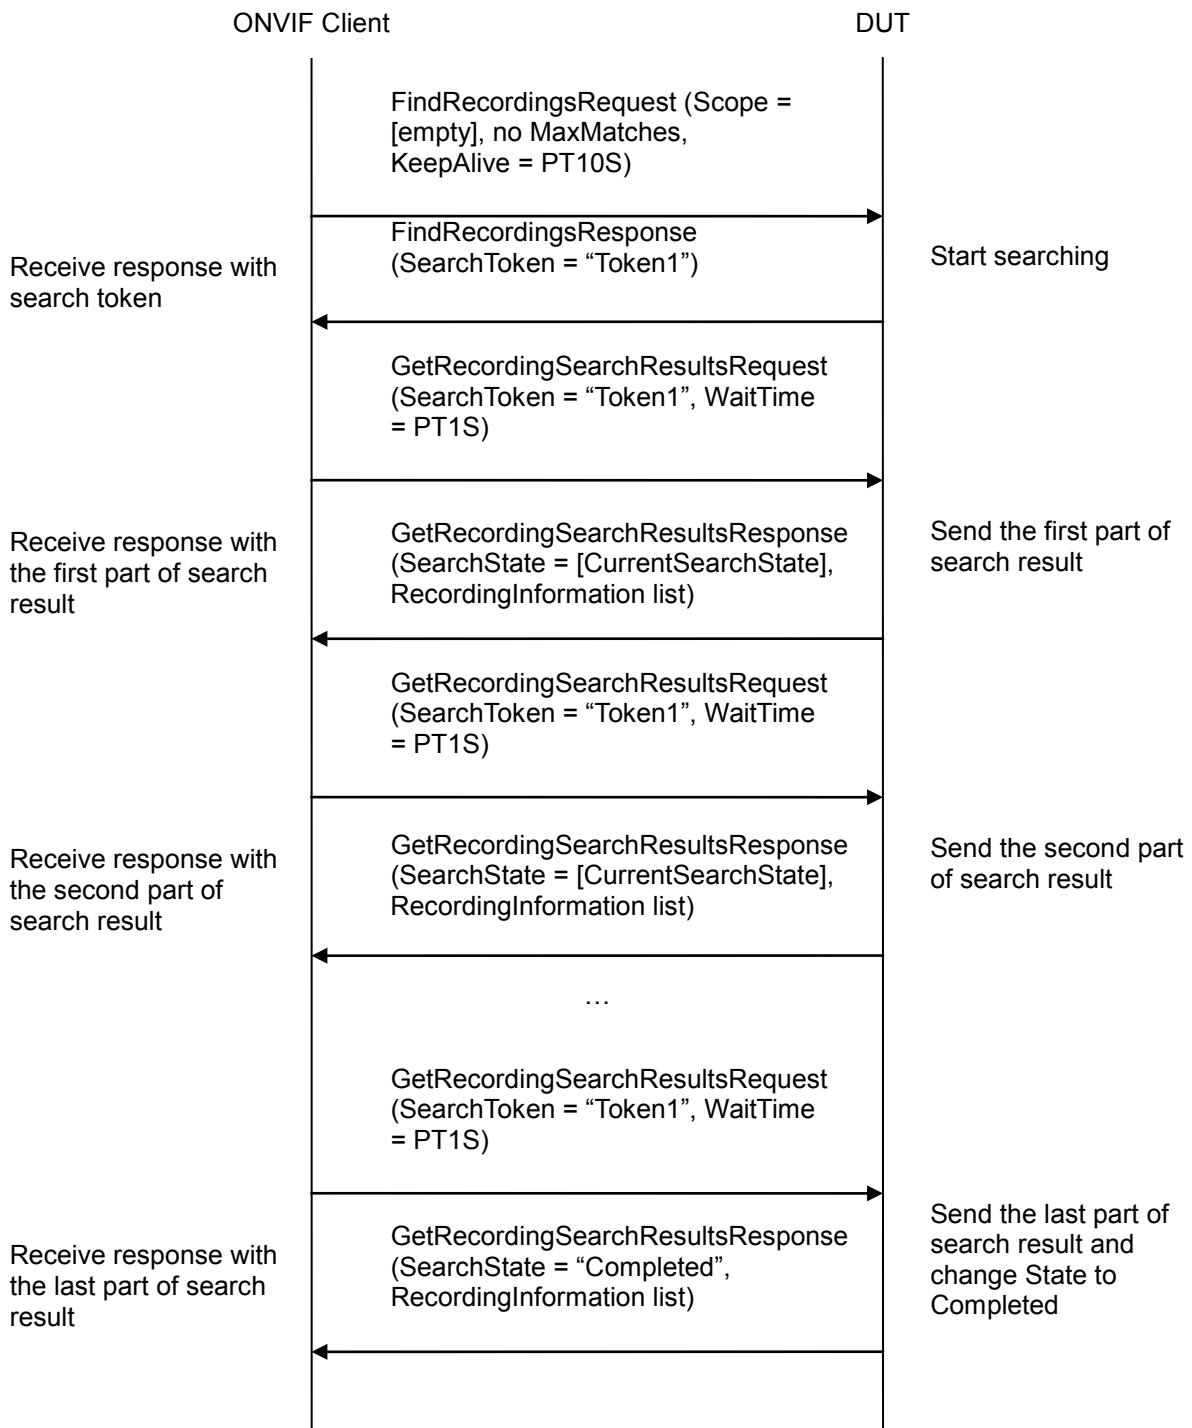 ONVIF Client
DUT
FindRecordingsRequest (Scope =
[empty], no MaxMatches,
KeepAlive = PT10S)
FindRecordingsResponse
(SearchToken = “Token1”)
Start searching
Receive response with
search token
GetRecordingSearchResultsRequest
(SearchToken = “Token1”, WaitTime
= PT1S)
GetRecordingSearchResultsResponse
(SearchState = [CurrentSearchState],
RecordingInformation list)
Send the first part of
search result
Receive response with
the first part of search
result
GetRecordingSearchResultsRequest
(SearchToken = “Token1”, WaitTime
= PT1S)
GetRecordingSearchResultsResponse
(SearchState = [CurrentSearchState],
RecordingInformation list)
Send the second part
of search result
Receive response with
the second part of
search result
…
GetRecordingSearchResultsRequest
(SearchToken = “Token1”, WaitTime
= PT1S)
GetRecordingSearchResultsResponse
(SearchState = “Completed”,
RecordingInformation list)
Send the last part of
search result and
change State to
Completed
Receive response with
the last part of search
result